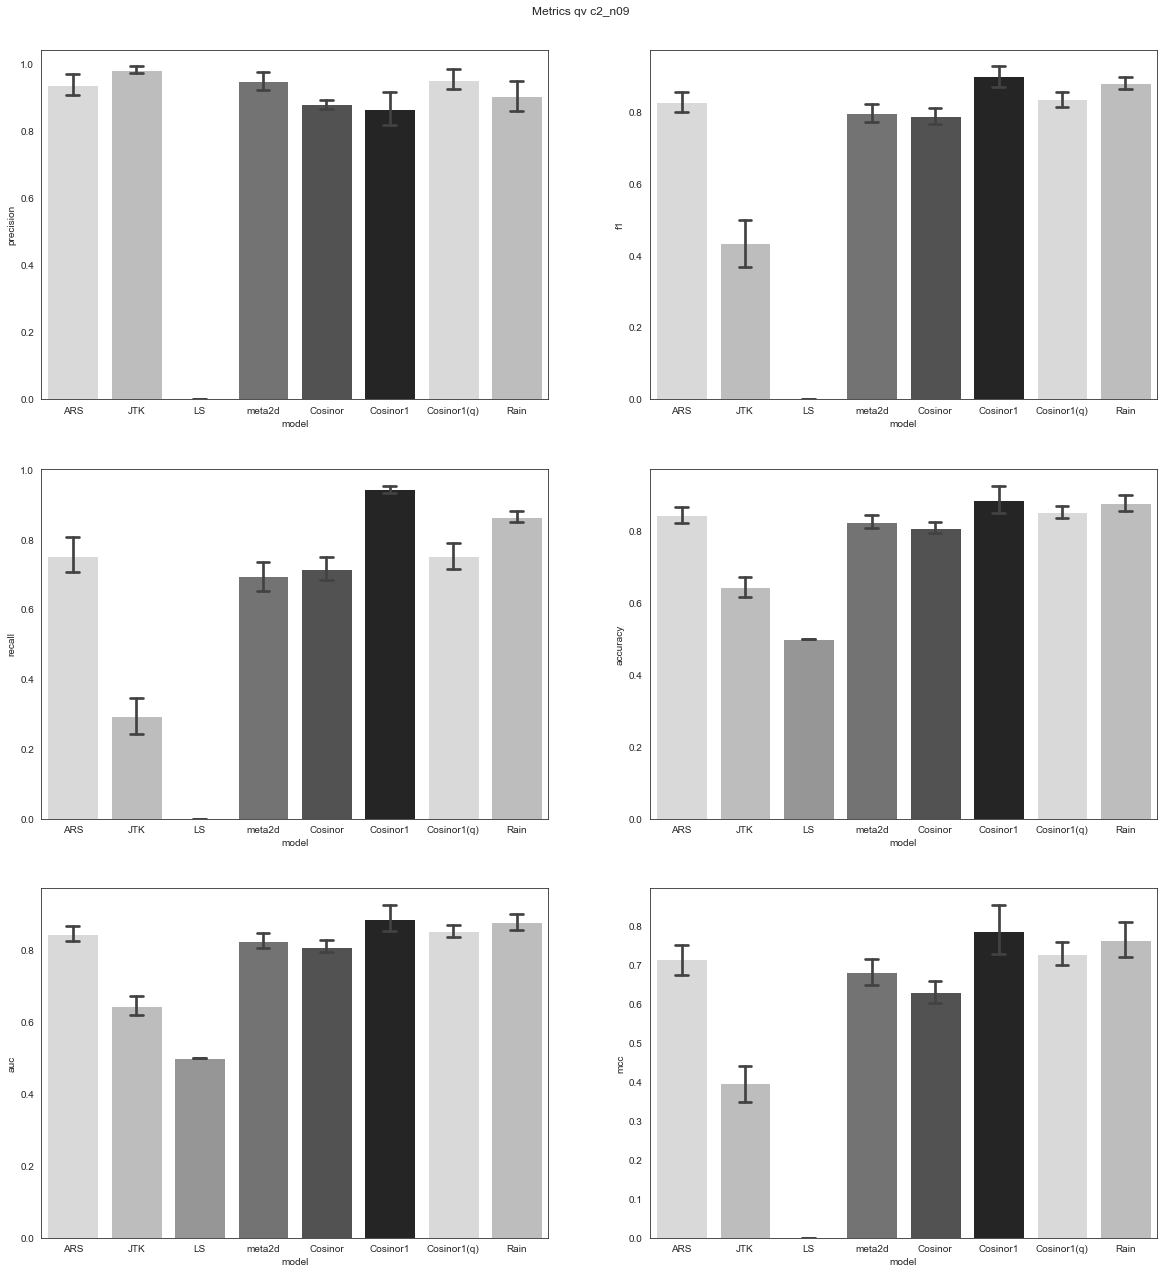 Metrics qv c2_n09
1.0
0.8
0.6
0.4
0.2
0.0
precision
ARS JTK LS meta2d Cosinor Cosinor1 Cosinor1(q) Rain
model
0.8
0.6
0.4
0.2
0.0
f1
ARS JTK LS meta2d Cosinor Cosinor1 Cosinor1(q) Rain
model
1.0
0.8
0.6
0.4
0.2
0.0
recall
ARS JTK LS meta2d Cosinor Cosinor1 Cosinor1(q) Rain
model
0.8
0.6
0.4
0.2
0.0
accuracy
ARS JTK LS meta2d Cosinor Cosinor1 Cosinor1(q) Rain
model
0.8
0.6
0.4
0.2
0.0
auc
ARS JTK LS meta2d Cosinor Cosinor1 Cosinor1(q) Rain
model
0.8
0.7
0.6
0.5
0.4
0.3
0.2
0.1
0.0
mcc
ARS JTK LS meta2d Cosinor Cosinor1 Cosinor1(q) Rain
model